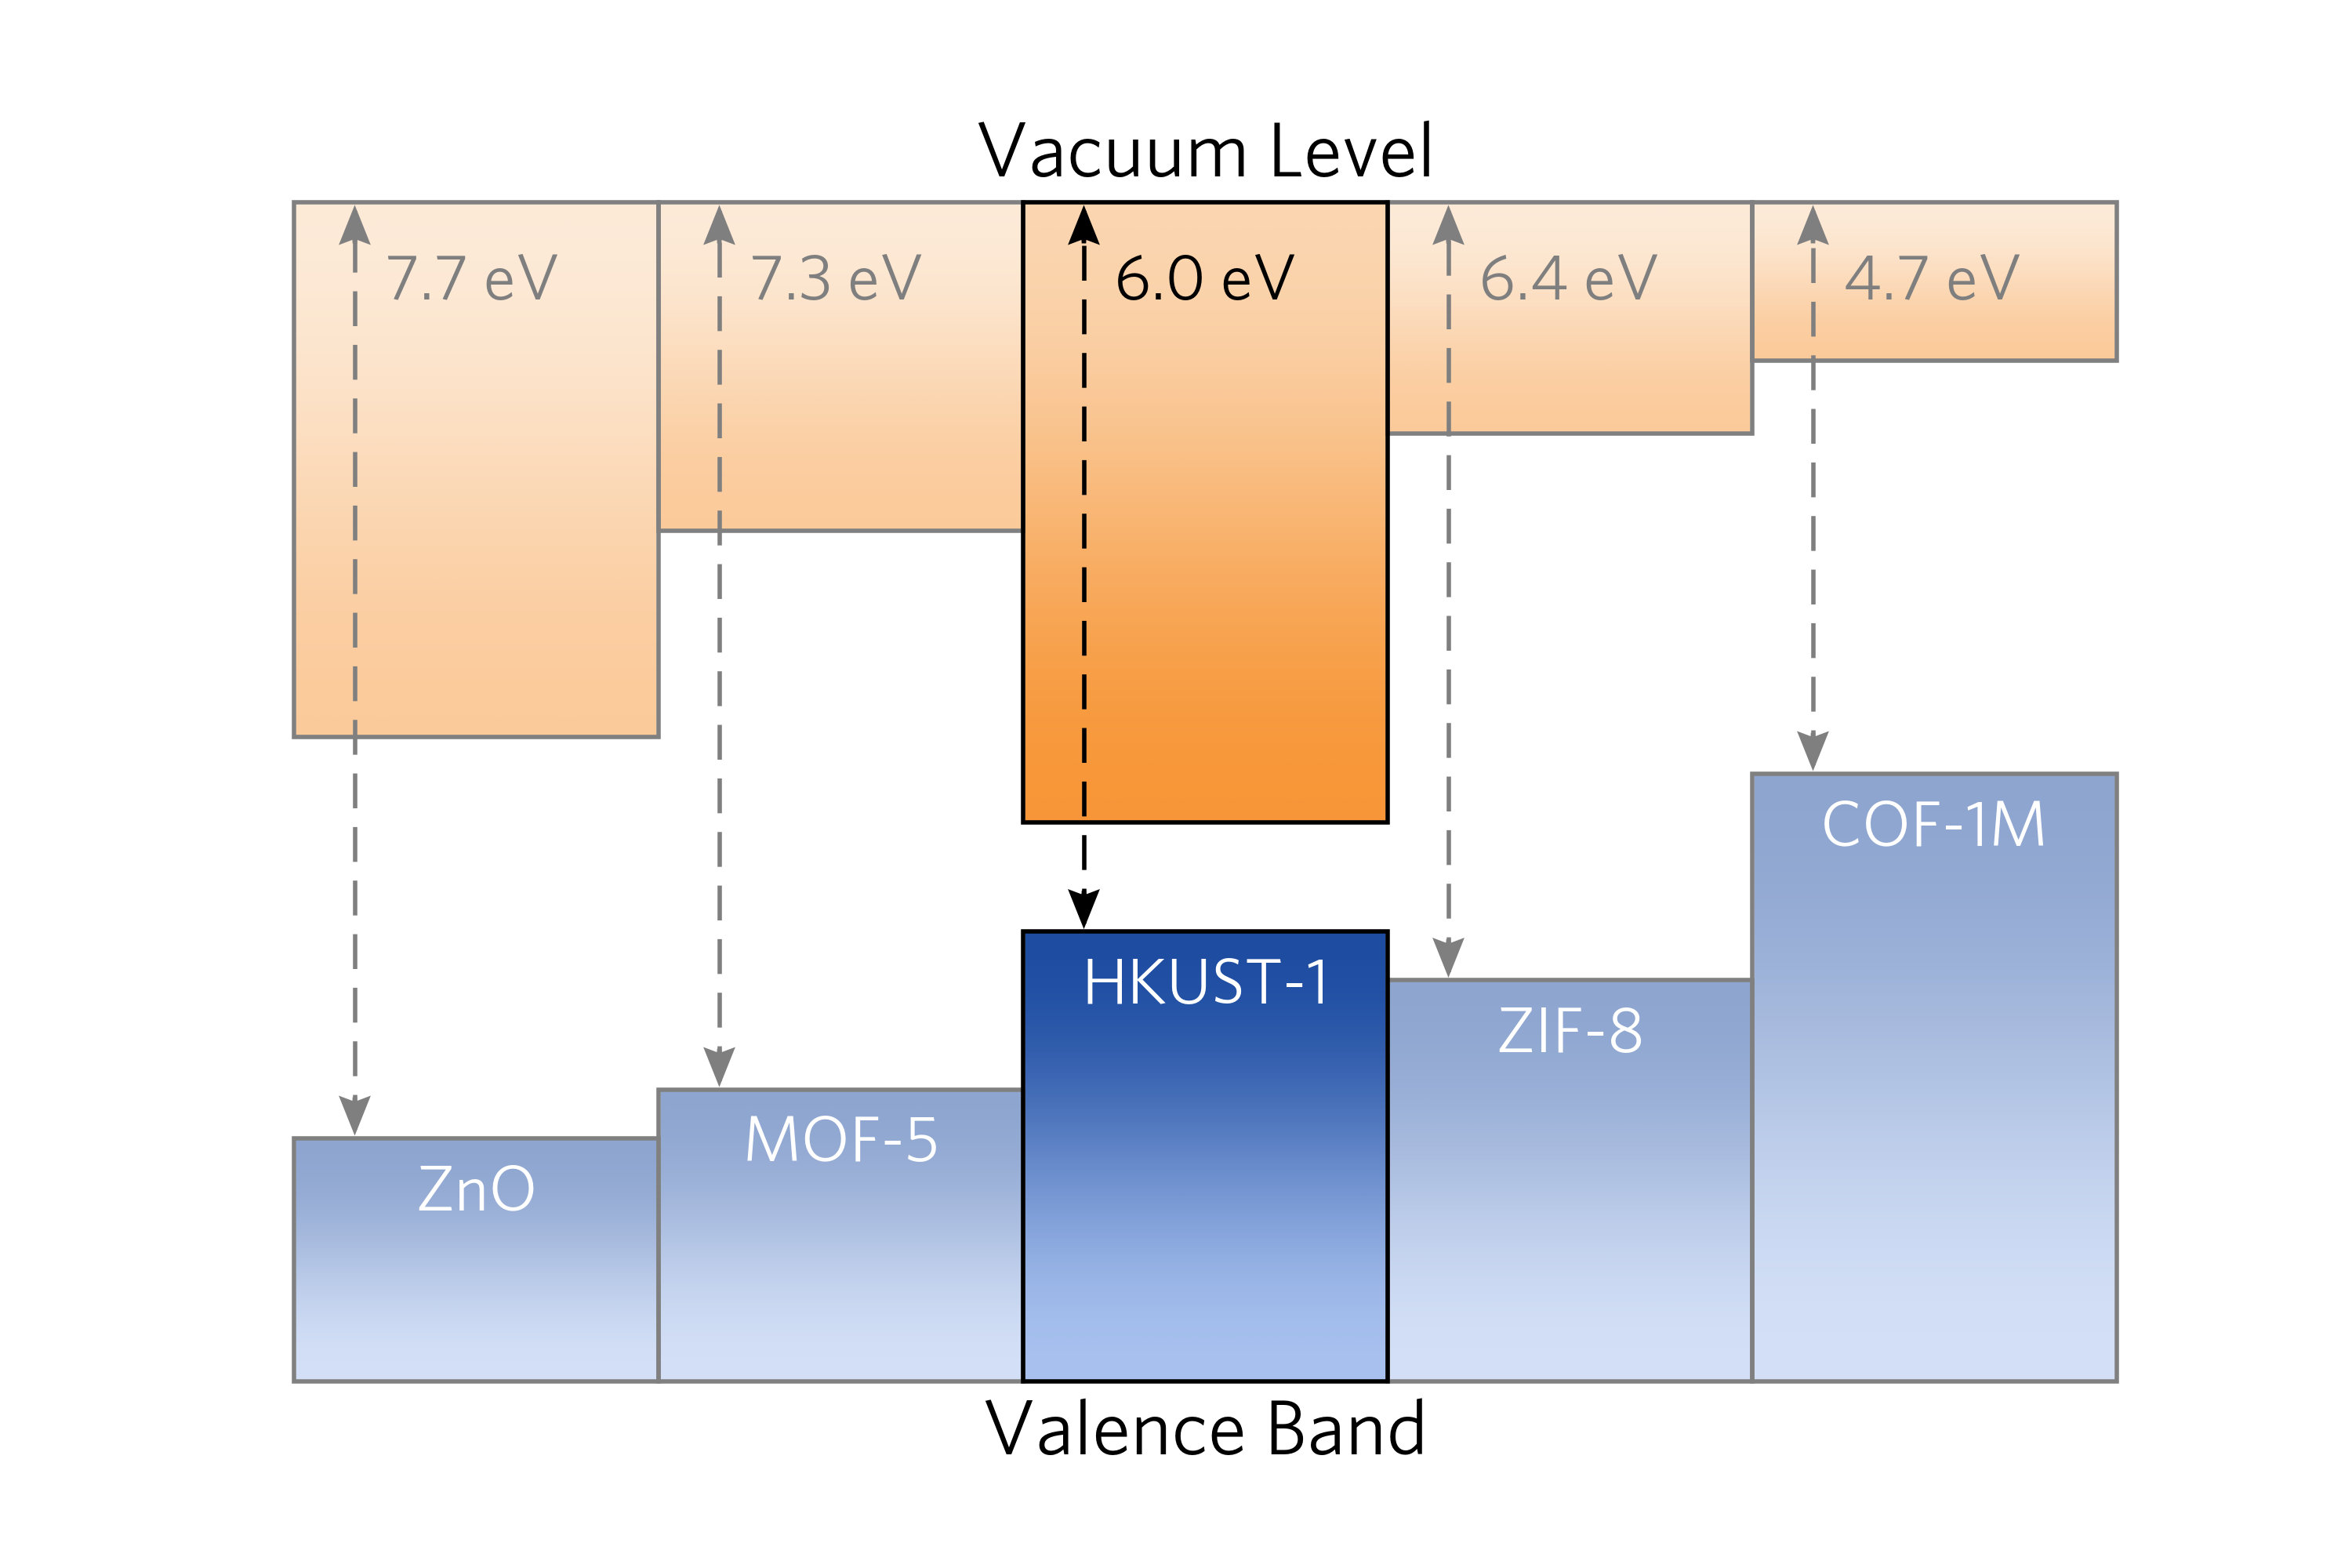 Vacuum Level
7.7 eV
7.3 eV
6.0 eV
6.4 eV
4.7 eV
COF-1M
HKUST-1
ZIF-8
MOF-5
ZnO
Valence Band